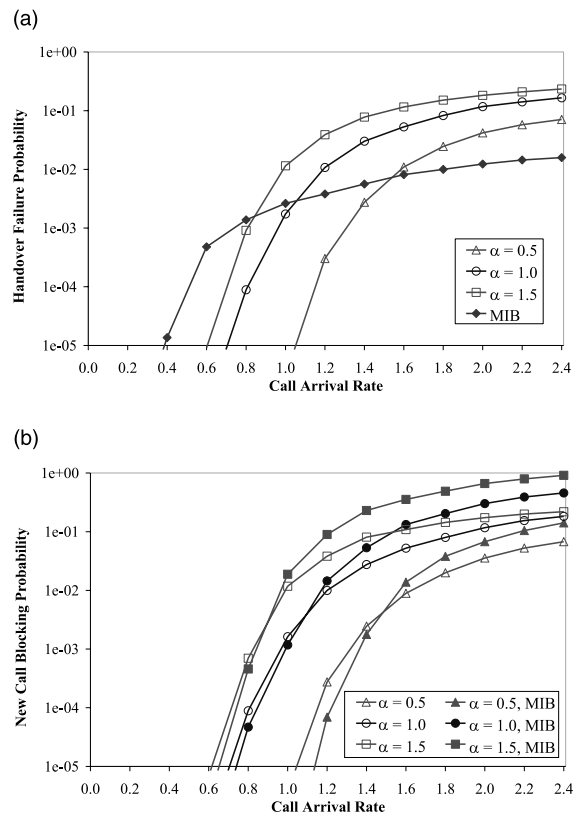 (a)
Handover Failure Probability
1e+00
1e-01
1e-02
1e-03
1e-04
1e-05
α = 0.5
α = 1.0
α = 1.5
MIB
0.0 0.2 0.4 0.6 0.8 1.0 1.2 1.4 1.6 1.8 2.0 2.2 2.4
Call Arrival Rate
(b)
New Call Blocking Probability
1e+00
1e-01
1e-02
1e-03
1e-04
1e-05
α = 0.5 α = 0.5, MIB
α = 1.0 α = 1.0, MIB
α = 1.5 α = 1.5, MIB
0.0 0.2 0.4 0.6 0.8 1.0 1.2 1.4 1.6 1.8 2.0 2.2 2.4
Call Arrival Rate